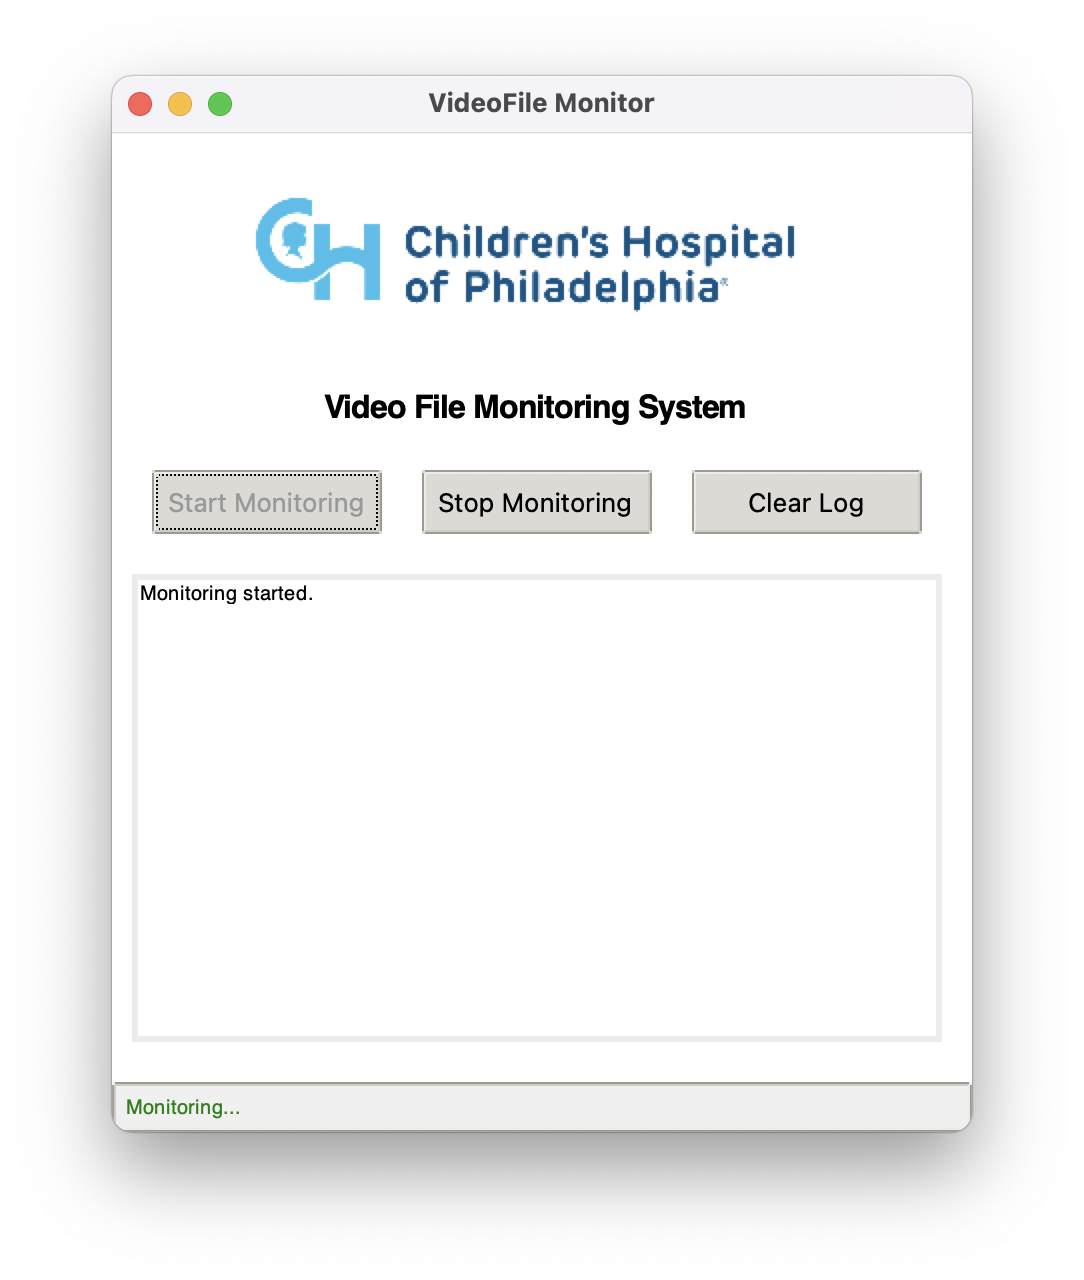 VideoFile Monitor
CH
Children's Hospital
of Philadelphia
Video File Monitoring System
Start Monitoring
Stop Monitoring
Clear Log
Monitoring started.
Monitoring...